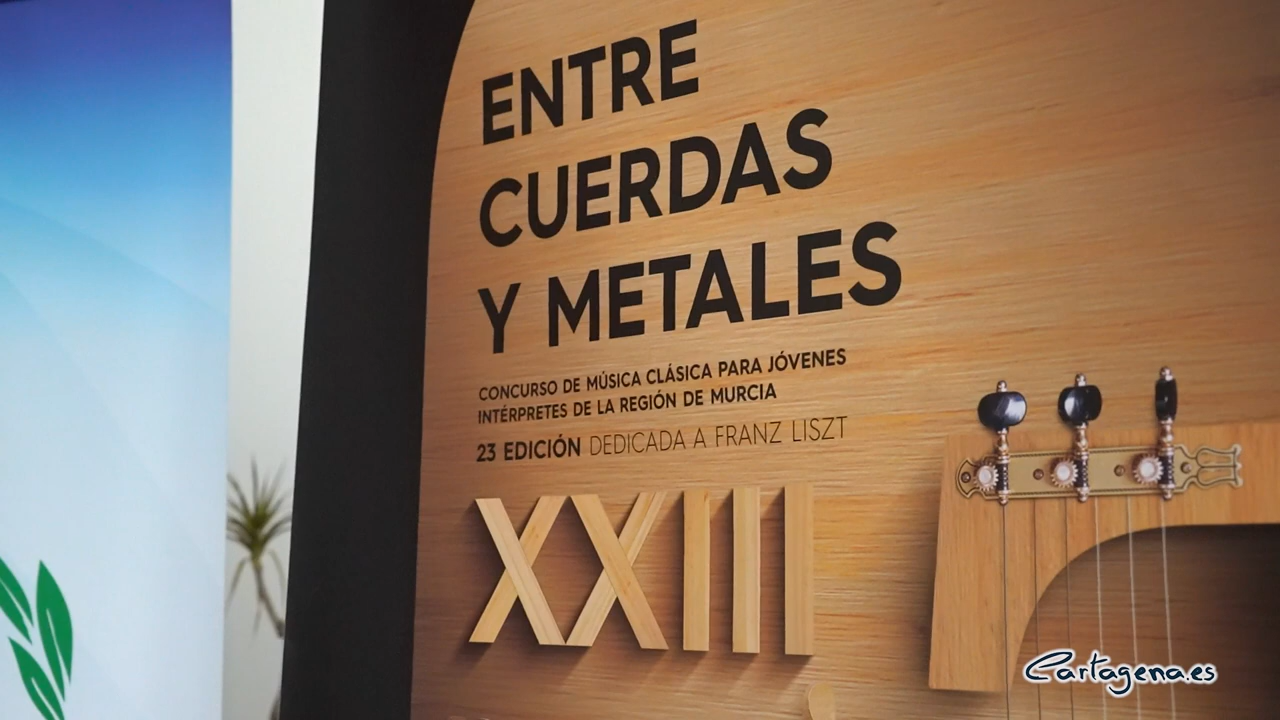 ENTRE
CUERDAS
Y METALES
CONCURSO DE MÚSICA CLÁSICA PARA JÓVENES
INTÉRPRETES DE LA REGIÓN DE MURCIA
23 EDICIÓN DEDICADA A FRANZ LISZT
XXIII
Cartagena.es